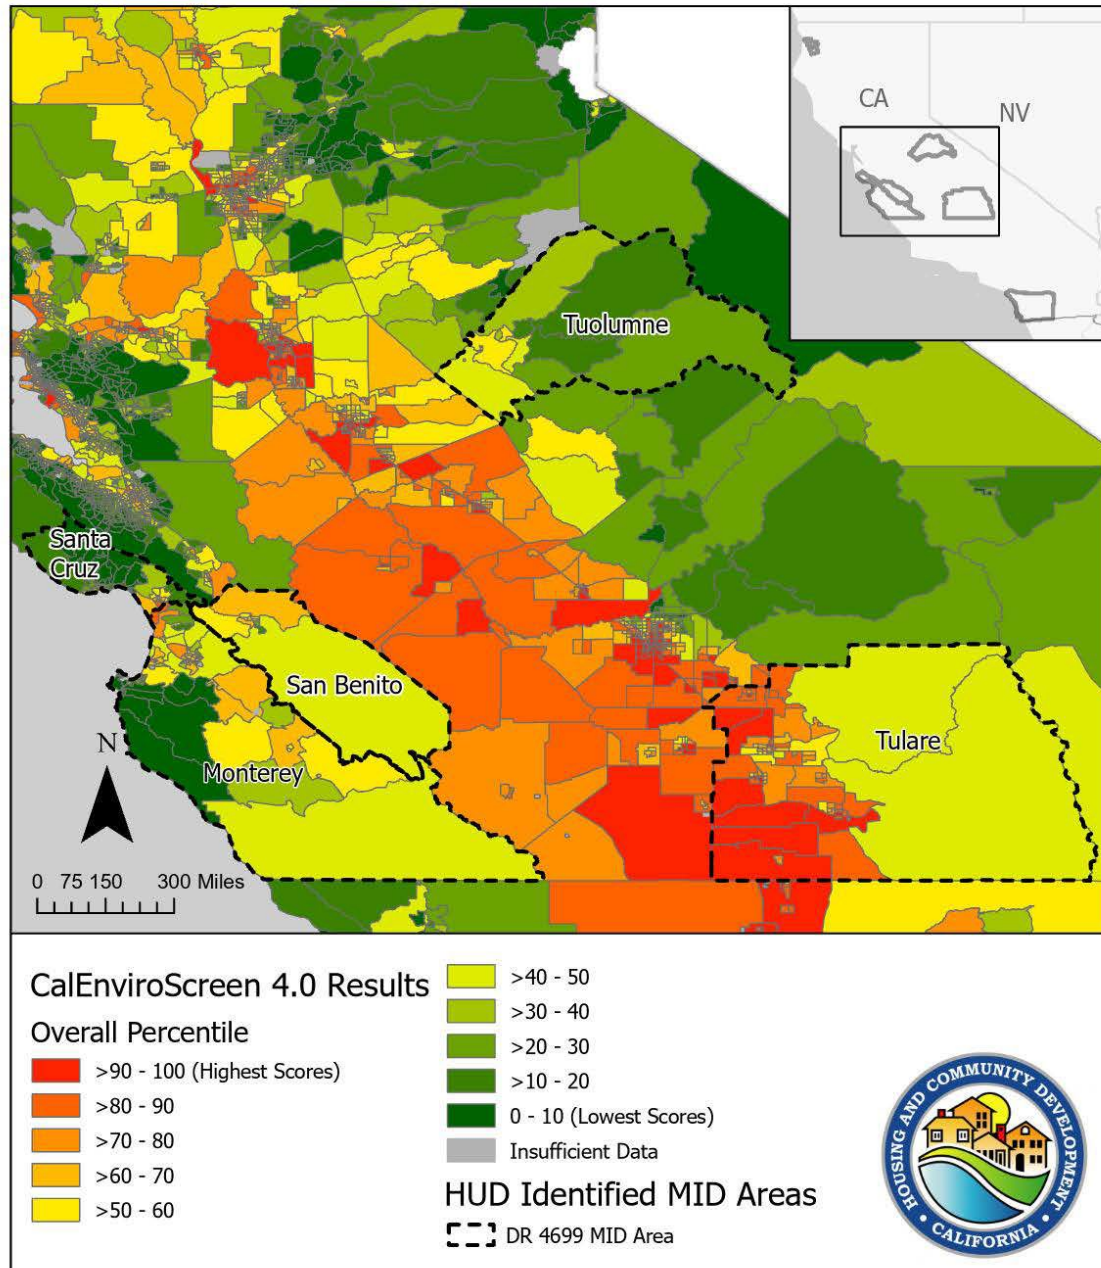 CA
NV
Tuolumne
Santa
Cruz
San Benito
Tulare
Monterey
N
0 75 150 300 Miles
CalEnviroScreen 4.0 Results
Overall Percentile
>90 - 100 (Highest Scores)
>80 - 90
>70 - 80
>60 - 70
>50 - 60
>40 - 50
>30 - 40
>20 - 30
>10 - 20
0 - 10 (Lowest Scores)
Insufficient Data
HUD Identified MID Areas
DR 4699 MID Area
HOUSING AND COMMUNITY DEVELOPMENT
• CALIFORNIA •